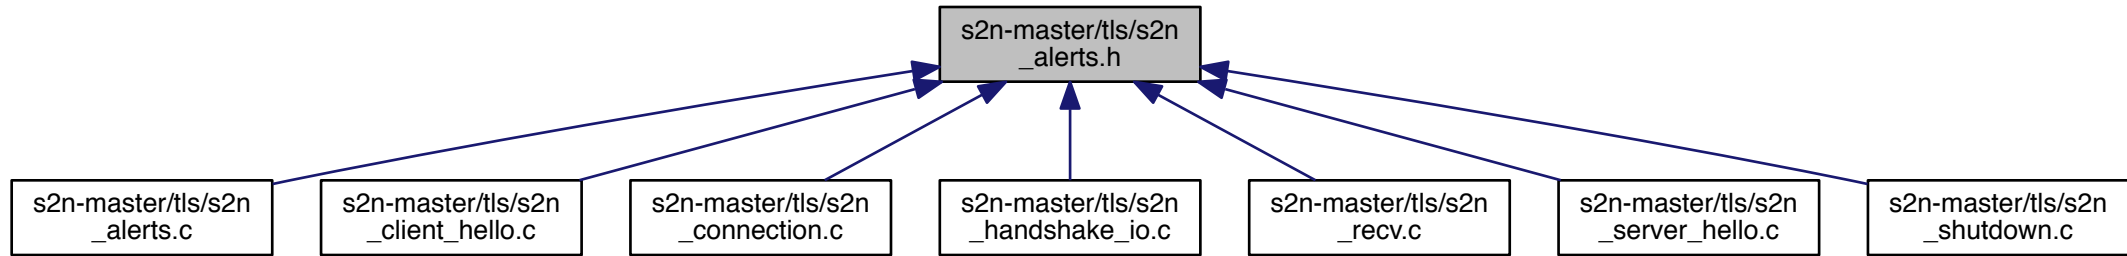 s2n-master/tls/s2n
_alerts.h
s2n-master/tls/s2n
_alerts.c
s2n-master/tls/s2n
_client_hello.c
s2n-master/tls/s2n
_connection.c
s2n-master/tls/s2n
_handshake_io.c
s2n-master/tls/s2n
_recv.c
s2n-master/tls/s2n
_server_hello.c
s2n-master/tls/s2n
_shutdown.c